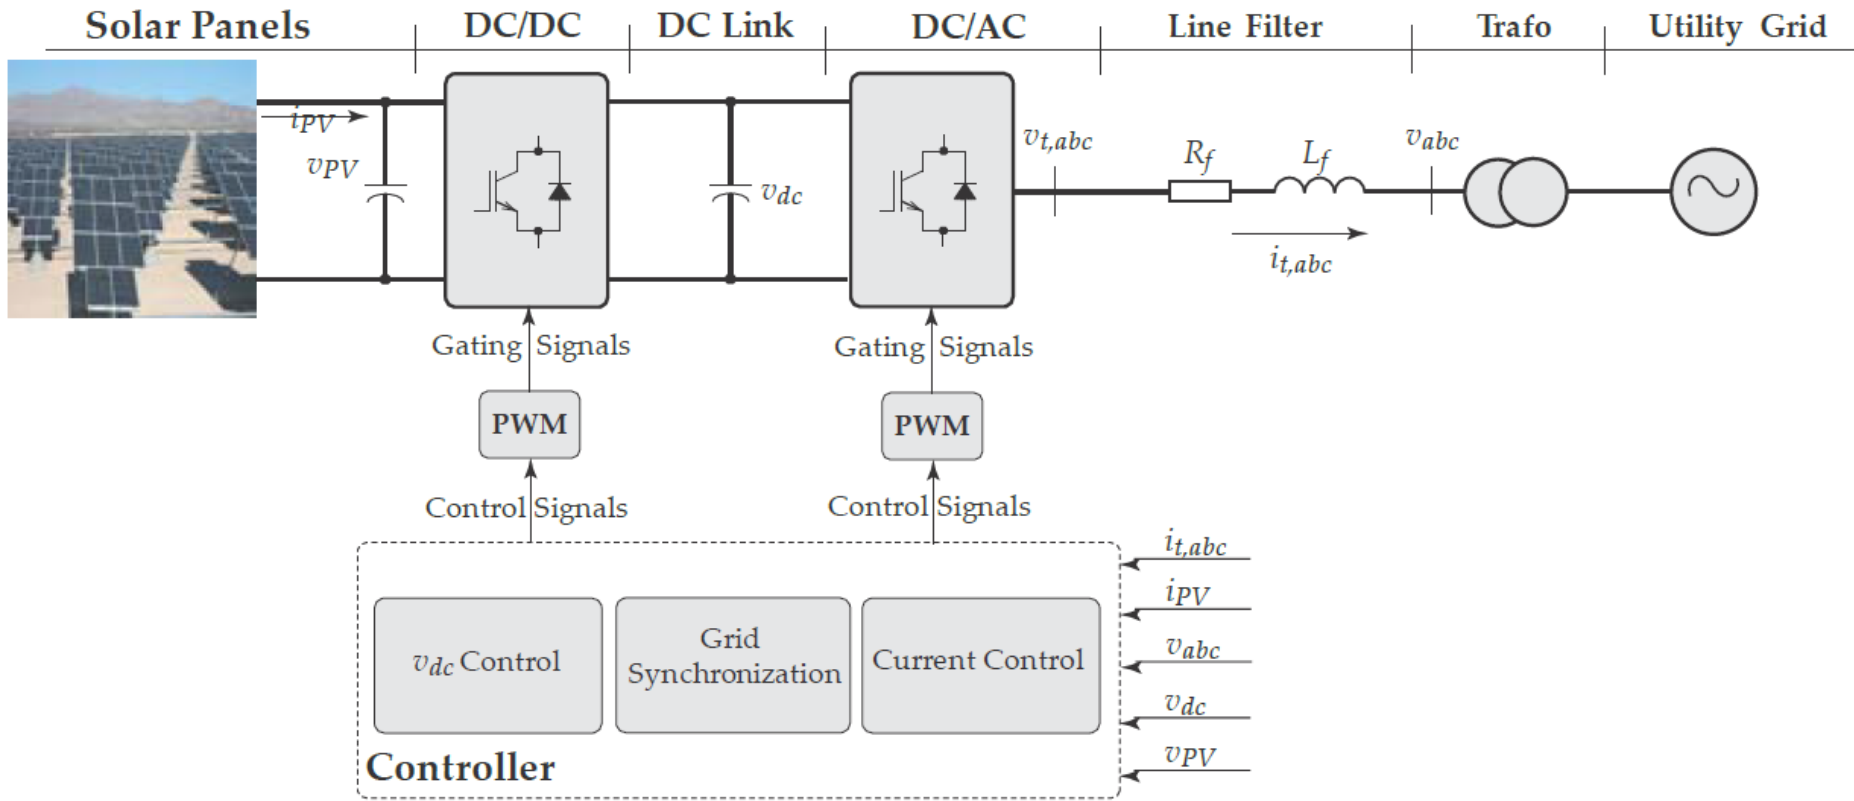 Solar Panels DC/DC DC Link DC/AC Line Filter Trafo Utility Grid
iPV
vPV
vdc
vt,abc
Rf
Lf
vabc
it,abc
Gating Signals
Gating Signals
PWM
PWM
Control Signals
Control Signals
it,abc
iPV
vabc
vdc
vPV
vdc Control
Grid
Synchronization
Current Control
Controller